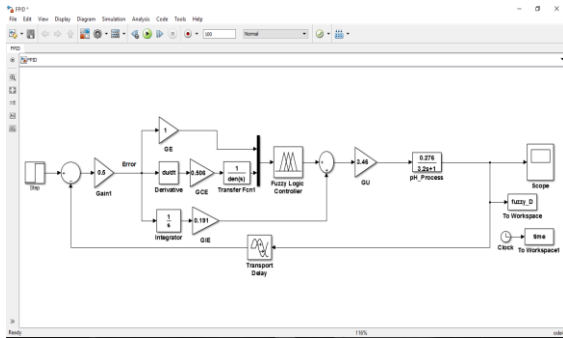 FPID *
File Edit View Display Diagram Simulation Analysis Code Tools Help
100
Normal
FPID
FPID
Step
0.5
Gain1
Error
1
GE
du/dt
Derivative
0.506
GCE
1
den(s)
Transfer Fcn1
1
s
Integrator
0.191
GIE
Fuzzy Logic
Controller
3.46
GU
0.276
3.2s+1
pH_Process
Scope
fuzzy_D
To Workspace
Clock
time
To Workspace1
Transport
Delay
Ready
116%